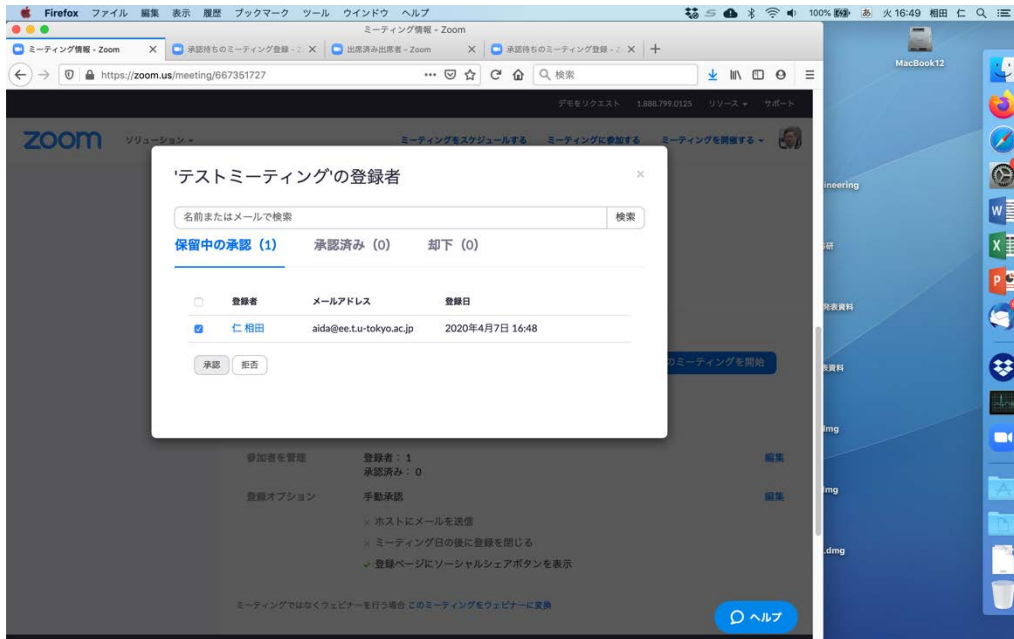 Firefox ファイル 編集 表示 履歴 ブックマーク ツール ウインドウ ヘルプ 100% あ 火16:49 相田 仁
ミーティング情報 - Zoom
ミーティング情報 - Zoom 承認待ちのミーティング登録 - Z 出席済み出席者 - Zoom 承認待ちのミーティング登録 - Z
https://zoom.us/meeting/667351727 検索
MacBook12
デモをリクエスト 1.888.799.0125 リソース サポート
zoom ソリューション ミーティングをスケジュールする ミーティングに参加する ミーティングを開催する
'テストミーティング'の登録者
名前またはメールで検索 検索
保留中の承認（1） 承認済み（0） 却下（0）
登録者 メールアドレス 登録日
仁 相田 aida@ee.t.u-tokyo.ac.jp 2020年4月7日 16:48
承認 拒否
のミーティングを開始
参加者を管理 登録者： 1 編集
承認済み： 0
登録オプション 手動承認 編集
× ホストにメールを送信
× ミーティング日の後に登録を閉じる
✓ 登録ページにソーシャルシェアボタンを表示
ミーティングではなくウェビナーを行う場合 このミーティングをウェビナーに変換
ヘルプ
ineering
発表資料
表資料
dmg
dmg
.dmg